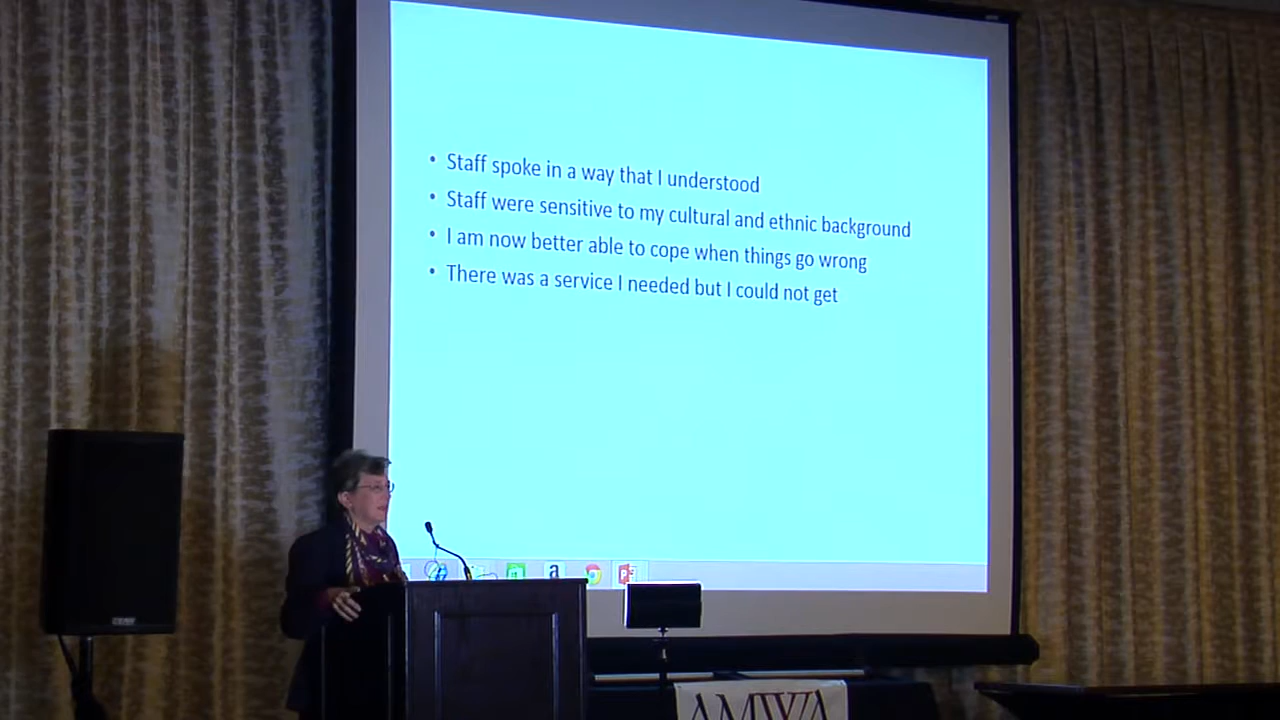 • Staff spoke in a way that I understood
• Staff were sensitive to my cultural and ethnic background
• I am now better able to cope when things go wrong
• There was a service I needed but I could not get
AMWA